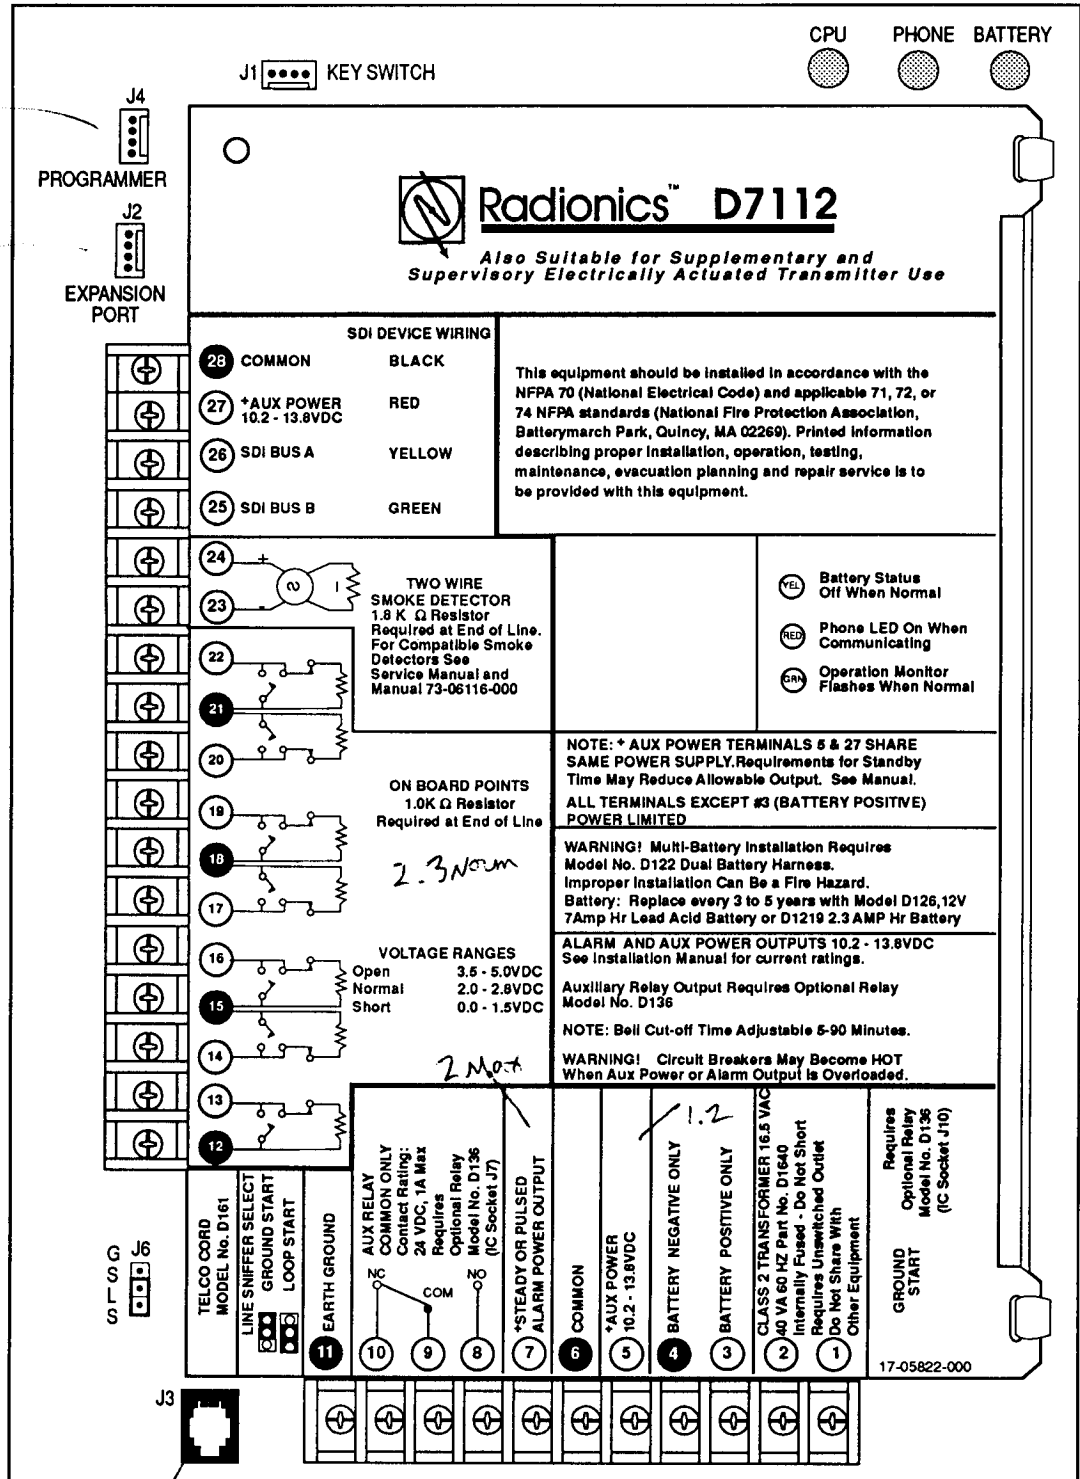 CPU PHONE BATTERY
J1 KEY SWITCH
J4
PROGRAMMER
J2
EXPANSION
PORT
Radionics™ D7112
Also Suitable for Supplementary and
Supervisory Electrically Actuated Transmitter Use
SDI DEVICE WIRING
28 COMMON BLACK
27 +AUX POWER
10.2 - 13.8VDC RED
26 SDI BUS A YELLOW
25 SDI BUS B GREEN
This equipment should be installed in accordance with the
NFPA 70 (National Electrical Code) and applicable 71, 72, or
74 NFPA standards (National Fire Protection Association,
Batterymarch Park, Quincy, MA 02269). Printed information
describing proper installation, operation, testing,
maintenance, evacuation planning and repair service is to
be provided with this equipment.
24 + S
23 -
TWO WIRE
SMOKE DETECTOR
1.8 K Ω Resistor
Required at End of Line.
For Compatible Smoke
Detectors See
Service Manual and
Manual 73-06116-000
YEL Battery Status
Off When Normal
RED Phone LED On When
Communicating
GRN Operation Monitor
Flashes When Normal
22
21
20
19
18
17
16
15
14
13
12
ON BOARD POINTS
1.0K Ω Resistor
Required at End of Line
2.3 Norm
VOLTAGE RANGES
Open 3.5 - 5.0VDC
Normal 2.0 - 2.8VDC
Short 0.0 - 1.5VDC
NOTE: + AUX POWER TERMINALS 5 & 27 SHARE
SAME POWER SUPPLY.Requirements for Standby
Time May Reduce Allowable Output. See Manual.
ALL TERMINALS EXCEPT #3 (BATTERY POSITIVE)
POWER LIMITED
WARNING! Multi-Battery Installation Requires
Model No. D122 Dual Battery Harness.
Improper Installation Can Be a Fire Hazard.
Battery: Replace every 3 to 5 years with Model D126,12V
7Amp Hr Lead Acid Battery or D1219 2.3 AMP Hr Battery
ALARM AND AUX POWER OUTPUTS 10.2 - 13.8VDC
See Installation Manual for current ratings.
Auxiliary Relay Output Requires Optional Relay
Model No. D136
NOTE: Bell Cut-off Time Adjustable 5-90 Minutes.
WARNING! Circuit Breakers May Become HOT
When Aux Power or Alarm Output is Overloaded.
2 Max
1.2
G
S
L
S
J6
TELCO CORD
MODEL No. D161
LINE SNIFFER SELECT
GROUND START
LOOP START
11 EARTH GROUND
AUX RELAY
COMMON ONLY
Contact Rating:
24 VDC, 1A Max
Requires
Optional Relay
Model No. D136
(IC Socket J7)
NC
COM
NO
10
9
8
7 +STEADY OR PULSED
ALARM POWER OUTPUT
6 COMMON
5 +AUX POWER
10.2 - 13.8VDC
4 BATTERY NEGATIVE ONLY
3 BATTERY POSITIVE ONLY
CLASS 2 TRANSFORMER 16.5 VAC
40 VA 60 HZ Part No. D1640
Internally Fused - Do Not Short
Requires Unswitched Outlet
Do Not Share With
Other Equipment
2
1
GROUND
START
Requires
Optional Relay
Model No. D136
(IC Socket J10)
17-05822-000
J3